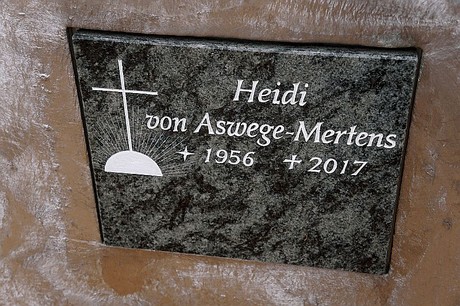 Heidi
von Aswege-Mertens
✦ 1956 ✢ 2017